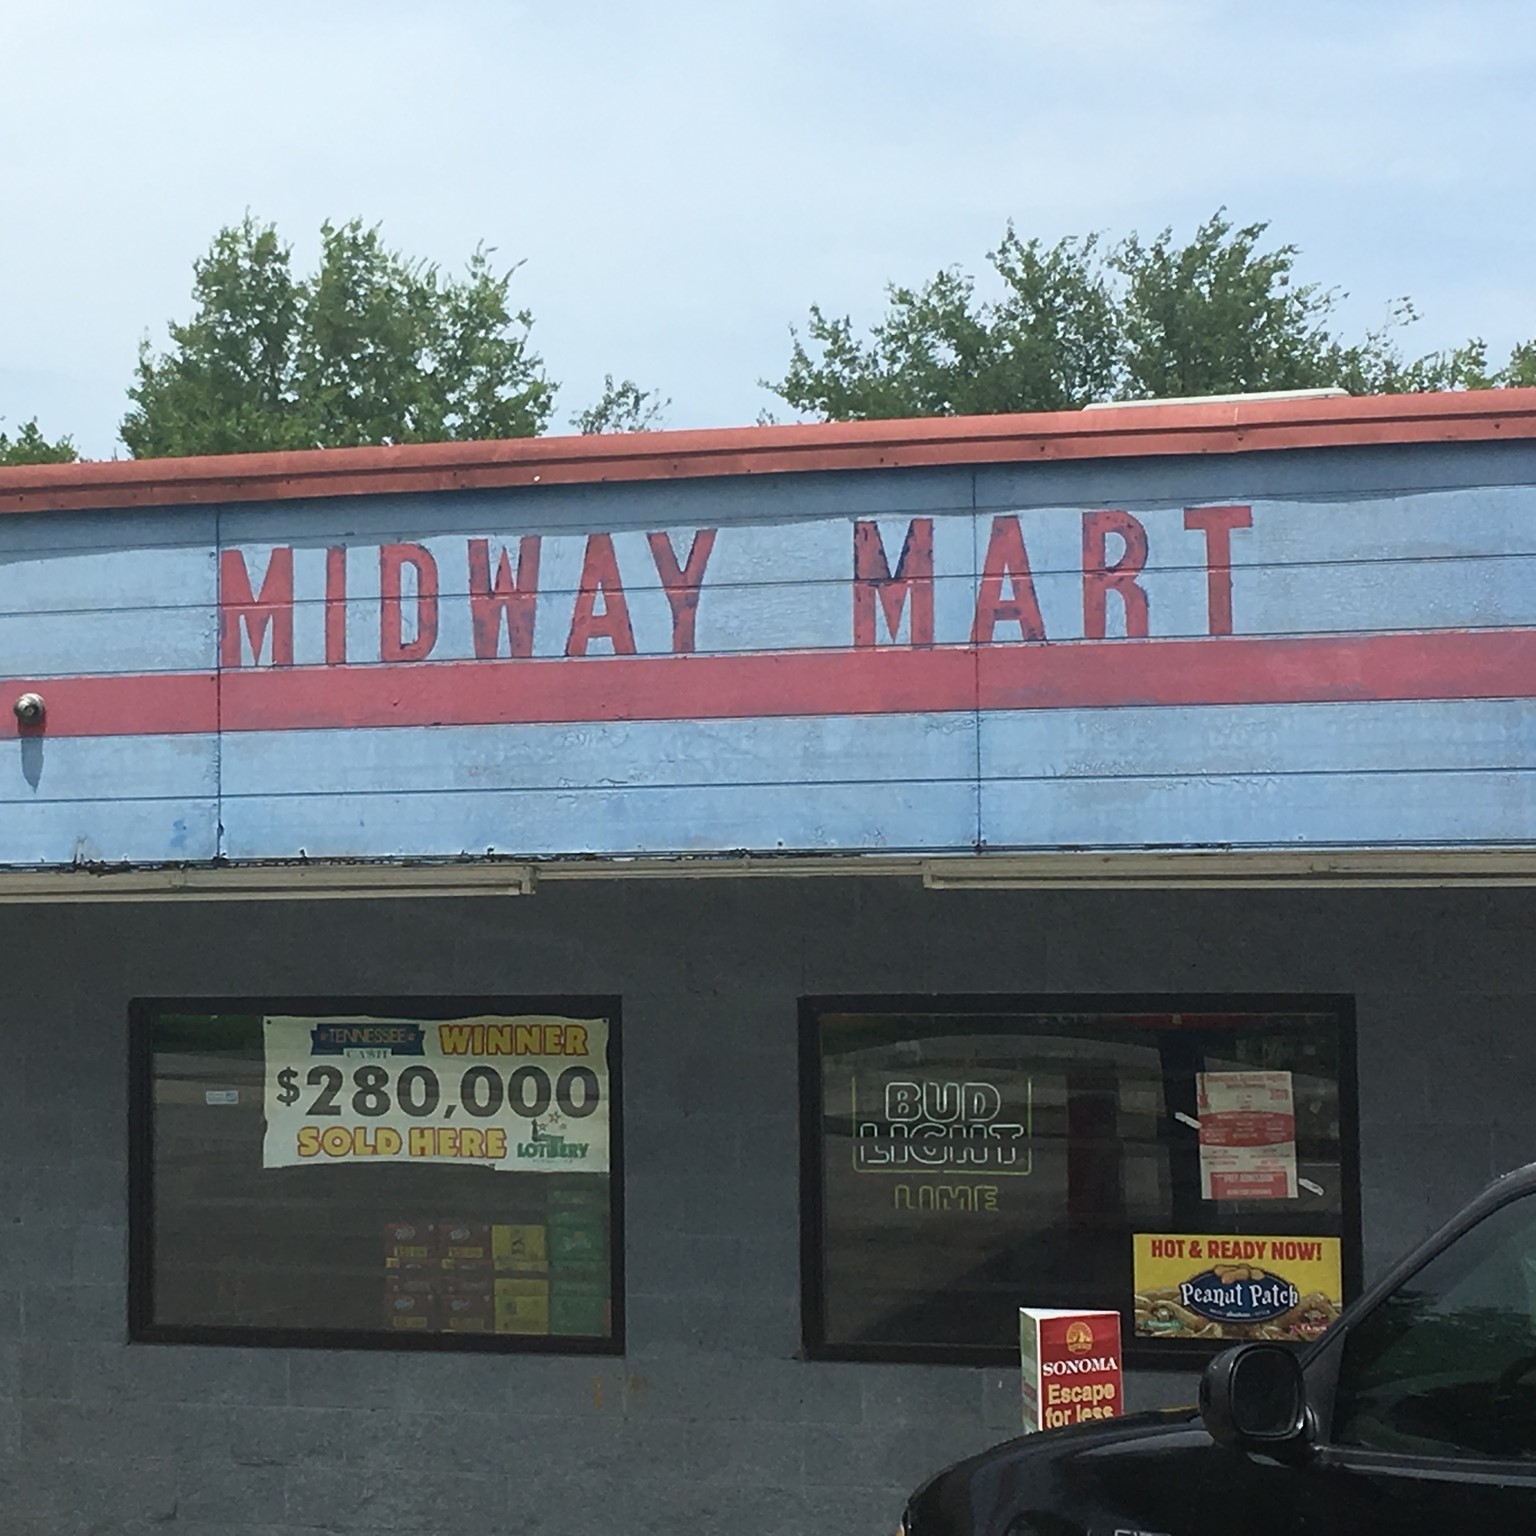 MIDWAY MART
TENNESSEE
CASH
WINNER
$280,000
SOLD HERE
LOTTERY
BUD
LIGHT
LIME
HOT & READY NOW!
Peanut Patch
SONOMA
Escape
for less